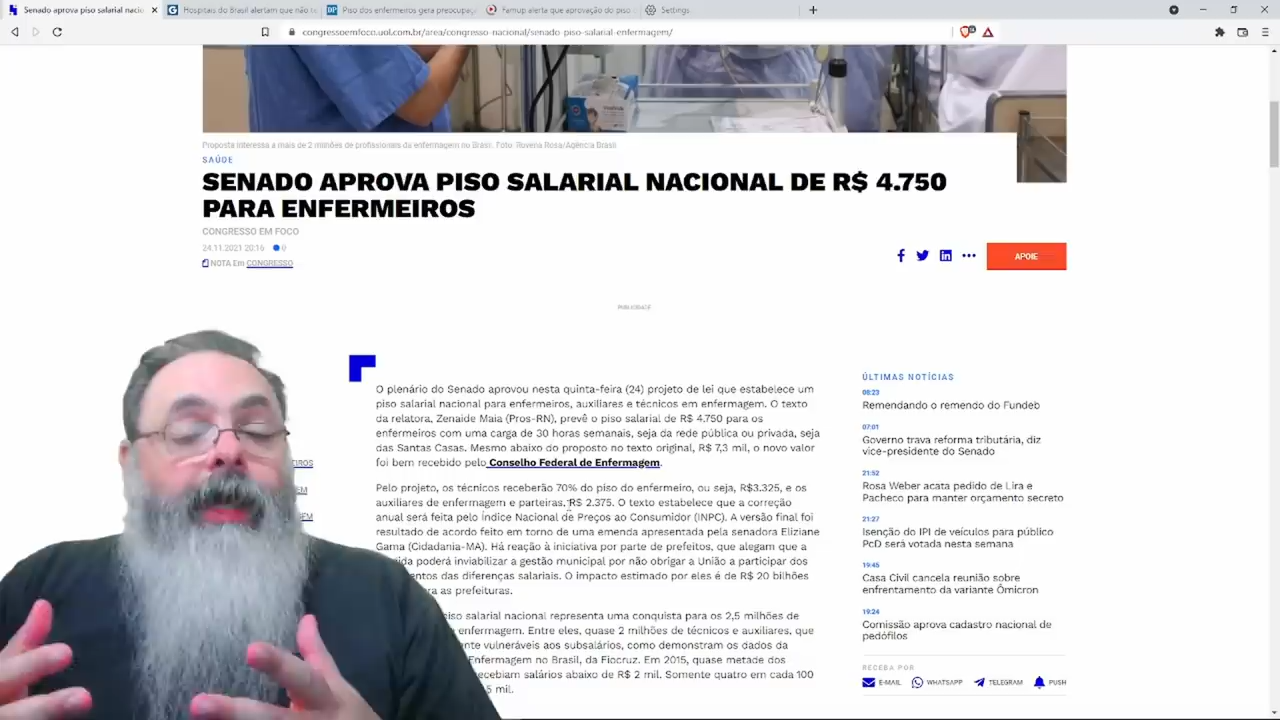 Senado aprova piso salarial nacio
Hospitais do Brasil alertam que não te
Piso dos enfermeiros gera preocupaç
Famup alerta que aprovação do piso
Settings
congressoemfoco.uol.com.br/area/congresso-nacional/senado-piso-salarial-enfermagem/
Proposta interessa a mais de 2 milhões de profissionais da enfermagem no Brasil. Foto: Rovena Rosa/Agência Brasil
SAÚDE
SENADO APROVA PISO SALARIAL NACIONAL DE R$ 4.750
PARA ENFERMEIROS
CONGRESSO EM FOCO
24.11.2021 20:16 0
NOTA Em CONGRESSO
APOIE
PUBLICIDADE
O plenário do Senado aprovou nesta quinta-feira (24) projeto de lei que estabelece um
piso salarial nacional para enfermeiros, auxiliares e técnicos em enfermagem. O texto
da relatora, Zenaide Maia (Pros-RN), prevê o piso salarial de R$ 4.750 para os
enfermeiros com uma carga de 30 horas semanais, seja da rede pública ou privada, seja
das Santas Casas. Mesmo abaixo do proposto no texto original, R$ 7,3 mil, o novo valor
foi bem recebido pelo Conselho Federal de Enfermagem.
Pelo projeto, os técnicos receberão 70% do piso do enfermeiro, ou seja, R$3.325, e os
auxiliares de enfermagem e parteiras, R$ 2.375. O texto estabelece que a correção
anual será feita pelo Índice Nacional de Preços ao Consumidor (INPC). A versão final foi
resultado de acordo feito em torno de uma emenda apresentada pela senadora Eliziane
Gama (Cidadania-MA). Há reação à iniciativa por parte de prefeitos, que alegam que a
ida poderá inviabilizar a gestão municipal por não obrigar a União a participar dos
entos das diferenças salariais. O impacto estimado por eles é de R$ 20 bilhões
ra as prefeituras.
iso salarial nacional representa uma conquista para os 2,5 milhões de
enfermagem. Entre eles, quase 2 milhões de técnicos e auxiliares, que
nte vulneráveis aos subsalários, como demonstram os dados da
Enfermagem no Brasil, da Fiocruz. Em 2015, quase metade dos
ecebiam salários abaixo de R$ 2 mil. Somente quatro em cada 100
5 mil.
EIROS
EM
EM
ÚLTIMAS NOTÍCIAS
08:23
Remendando o remendo do Fundeb
07:01
Governo trava reforma tributária, diz
vice-presidente do Senado
21:52
Rosa Weber acata pedido de Lira e
Pacheco para manter orçamento secreto
21:27
Isenção do IPI de veículos para público
PcD será votada nesta semana
19:45
Casa Civil cancela reunião sobre
enfrentamento da variante Ômicron
19:24
Comissão aprova cadastro nacional de
pedófilos
RECEBA POR
E-MAIL WHATSAPP TELEGRAM PUSH